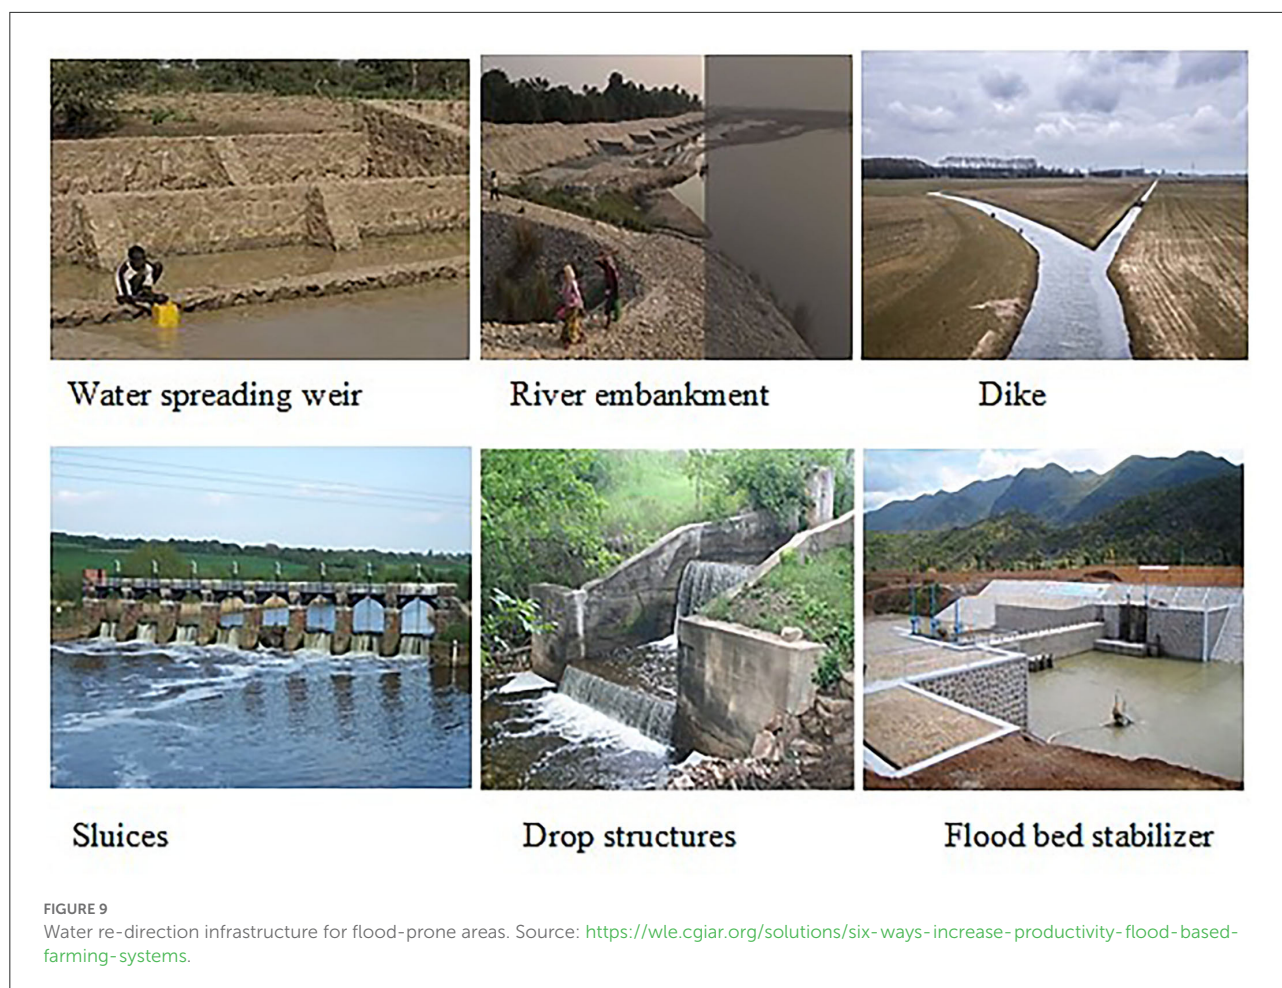 Water spreading weir
River embankment
Dike
Sluices
Drop structures
Flood bed stabilizer
FIGURE 9
Water re-direction infrastructure for flood-prone areas. Source: https://wle.cgiar.org/solutions/six-ways-increase-productivity-flood-based-
farming-systems.